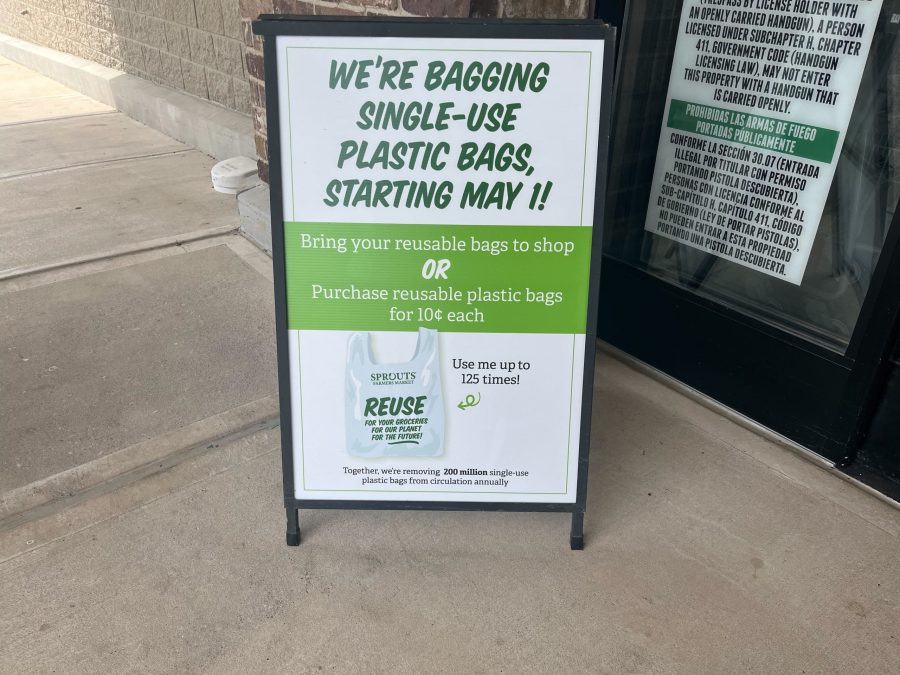 WE'RE BAGGING
SINGLE-USE
PLASTIC BAGS,
STARTING MAY 1!
Bring your reusable bags to shop
OR
Purchase reusable plastic bags
for 10¢ each
SPROUTS
FARMERS MARKET
REUSE
FOR YOUR GROCERIES
FOR OUR PLANET
FOR THE FUTURE!
Use me up to
125 times!
Together, we're removing 200 million single-use
plastic bags from circulation annually
(TRESPASS BY LICENSE HOLDER WITH
AN OPENLY CARRIED HANDGUN), A PERSON
LICENSED UNDER SUBCHAPTER H, CHAPTER
411, GOVERNMENT CODE (HANDGUN
LICENSING LAW), MAY NOT ENTER
THIS PROPERTY WITH A HANDGUN THAT
IS CARRIED OPENLY.
PROHIBIDAS LAS ARMAS DE FUEGO
PORTADAS PUBLICAMENTE
CONFORME LA SECCIÓN 30.07 (ENTRADA
ILLEGAL POR TITULAR CON PERMISO
PORTANDO PISTOLA DESCUBIERTA),
PERSONAS CON LICENCIA CONFORME AL
SUB-CAPITULO H, CAPÍTULO 411, CÓDIGO
DE GOBIERNO (LEY DE PORTAR PISTOLAS),
NO PUEDEN ENTRAR A ESTA PROPIEDAD
PORTANDO UNA PISTOLA DESCUBIERTA.